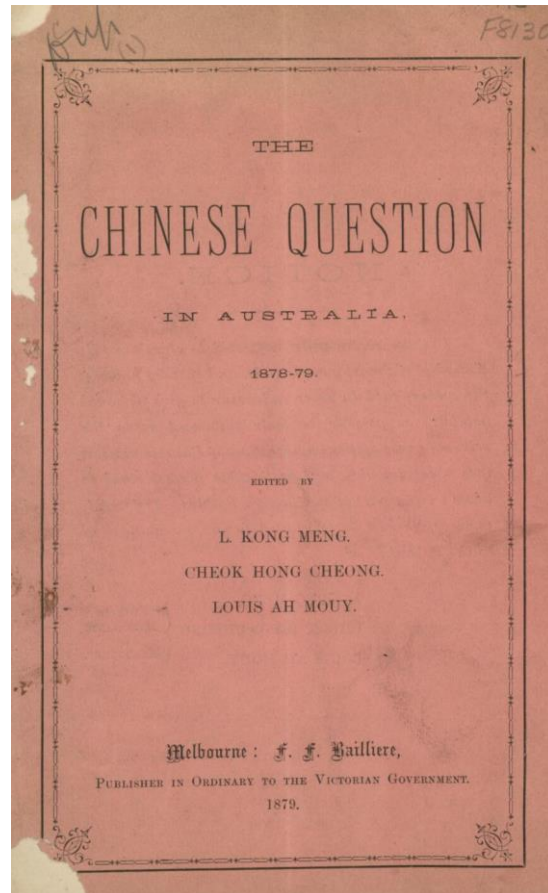 F8130
THE
CHINESE QUESTION
IN AUSTRALIA.
1878-79.
EDITED BY
L. KONG MENG.
CHEOK HONG CHEONG.
LOUIS AH MOUY.
Melbourne: F. F. Bailliere,
PUBLISHER IN ORDINARY TO THE VICTORIAN GOVERNMENT.
1879.